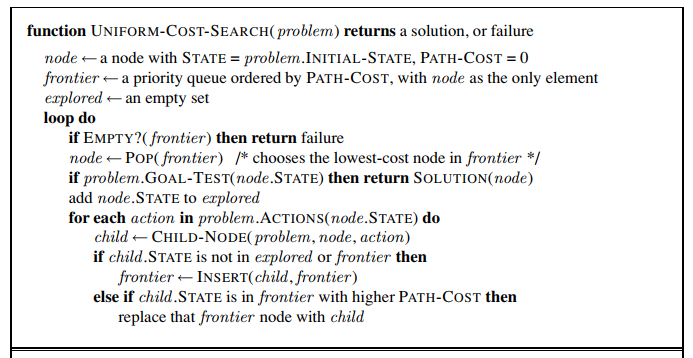 function UNIFORM-COST-SEARCH(problem) returns a solution, or failure
node ← a node with STATE = problem.INITIAL-STATE, PATH-COST = 0
frontier ← a priority queue ordered by PATH-COST, with node as the only element
explored ← an empty set
loop do
if EMPTY?(frontier) then return failure
node ← POP(frontier) /* chooses the lowest-cost node in frontier */
if problem.GOAL-TEST(node.STATE) then return SOLUTION(node)
add node.STATE to explored
for each action in problem.ACTIONS(node.STATE) do
child ← CHILD-NODE(problem, node, action)
if child.STATE is not in explored or frontier then
frontier ← INSERT(child, frontier)
else if child.STATE is in frontier with higher PATH-COST then
replace that frontier node with child